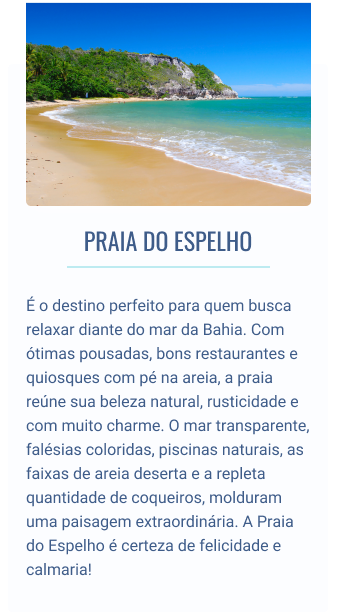 PRAIA DO ESPELHO
É o destino perfeito para quem busca
relaxar diante do mar da Bahia. Com
ótimas pousadas, bons restaurantes e
quiosques com pé na areia, a praia
reúne sua beleza natural, rusticidade e
com muito charme. O mar transparente,
falésias coloridas, piscinas naturais, as
faixas de areia deserta e a repleta
quantidade de coqueiros, molduram
uma paisagem extraordinária. A Praia
do Espelho é certeza de felicidade e
calmaria!